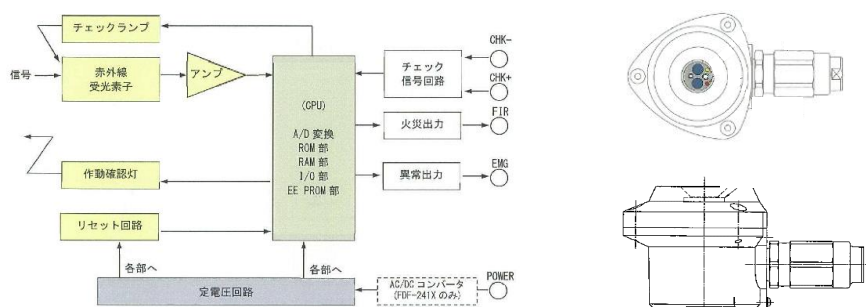 チェックランプ
信号
赤外線
受光素子
アンプ
(CPU)
A/D 変換
ROM 部
RAM 部
I/O 部
EE PROM 部
チェック
信号回路
CHK-
CHK+
火災出力
FIR
異常出力
EMG
作動確認灯
リセット回路
各部へ
各部へ
定電圧回路
AC/DC コンバータ
(FDF-241Xのみ)
POWER